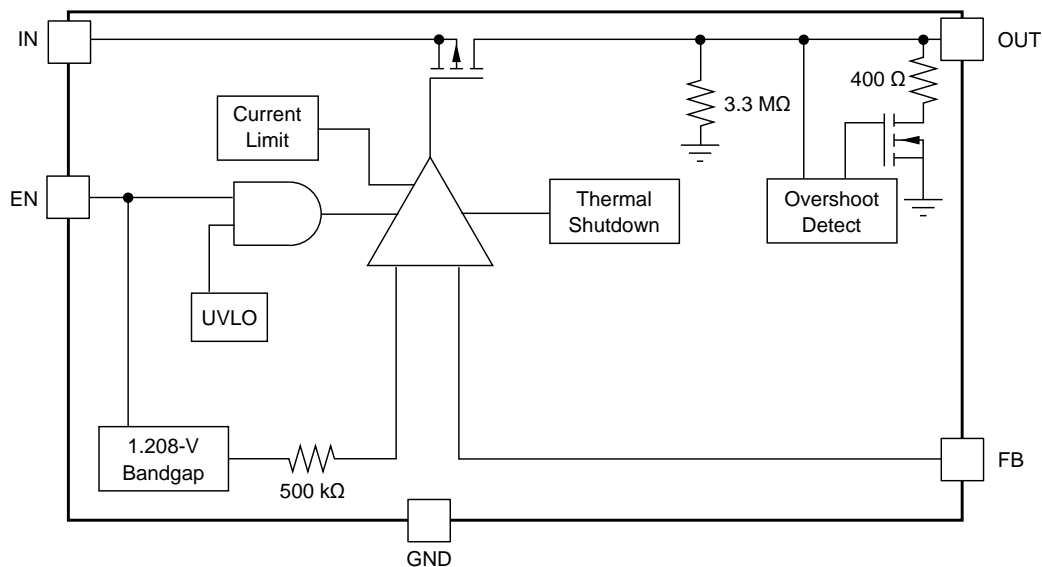 IN
OUT
400 Ω
3.3 MΩ
Current
Limit
EN
Thermal
Shutdown
Overshoot
Detect
UVLO
1.208-V
Bandgap
500 kΩ
FB
GND